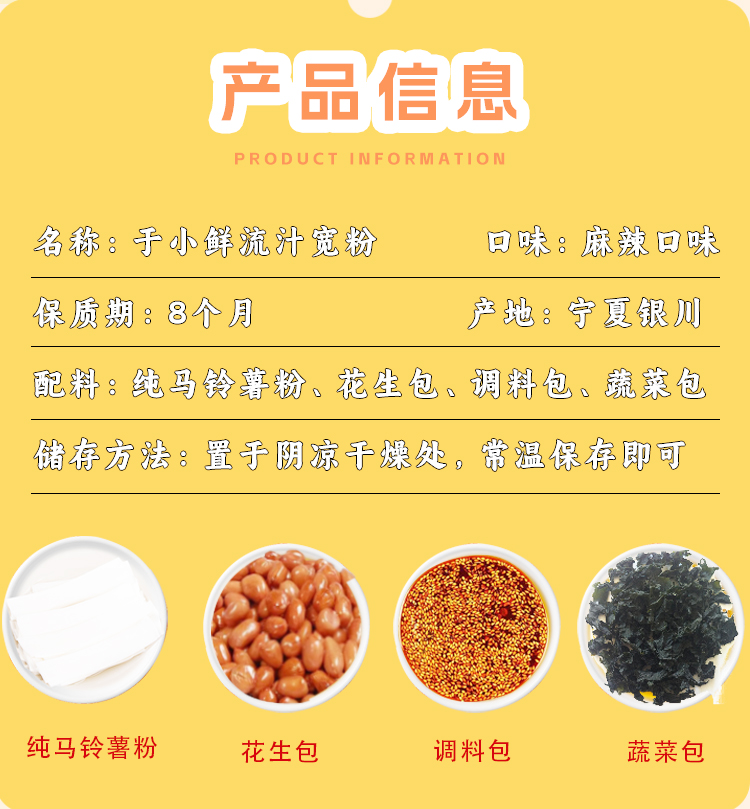 产品信息
PRODUCT INFORMATION
名称：于小鲜流汁宽粉 口味：麻辣口味
保质期：8个月 产地：宁夏银川
配料：纯马铃薯粉、花生包、调料包、蔬菜包
储存方法：置于阴凉干燥处，常温保存即可
纯马铃薯粉 花生包 调料包 蔬菜包